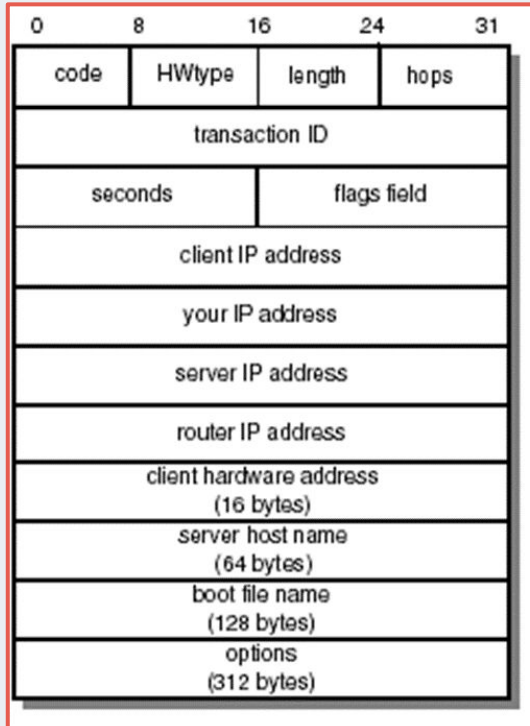 0 8 16 24 31
code HWtype length hops
transaction ID
seconds flags field
client IP address
your IP address
server IP address
router IP address
client hardware address
(16 bytes)
server host name
(64 bytes)
boot file name
(128 bytes)
options
(312 bytes)